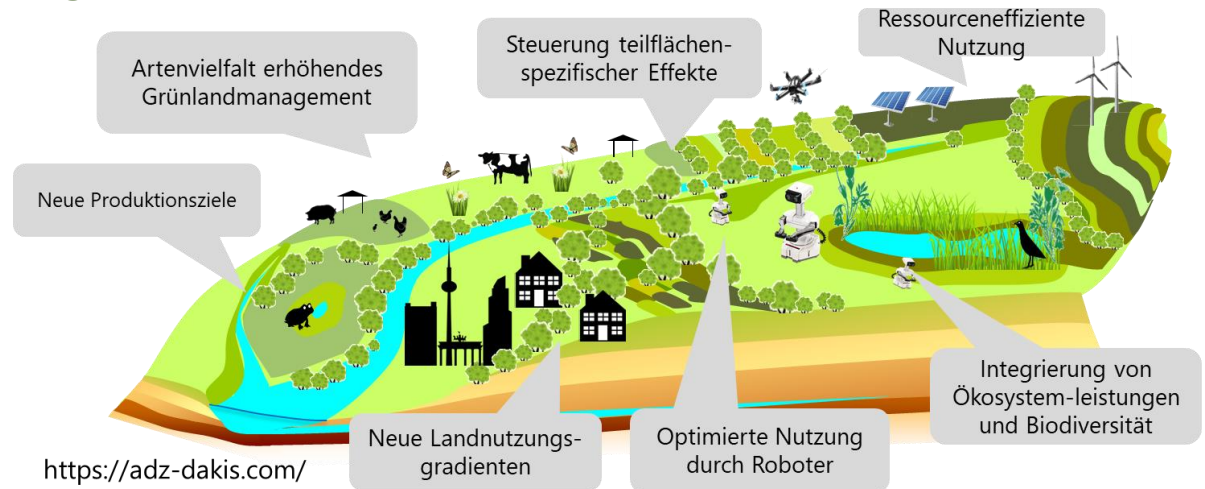 Ressourceneffiziente
Nutzung
Steuerung teilflächen-
spezifischer Effekte
Artenvielfalt erhöhendes
Grünlandmanagement
Neue Produktionsziele
Integrierung von
Ökosystem-leistungen
und Biodiversität
Neue Landnutzungs-
gradienten
Optimierte Nutzung
durch Roboter
https://adz-dakis.com/